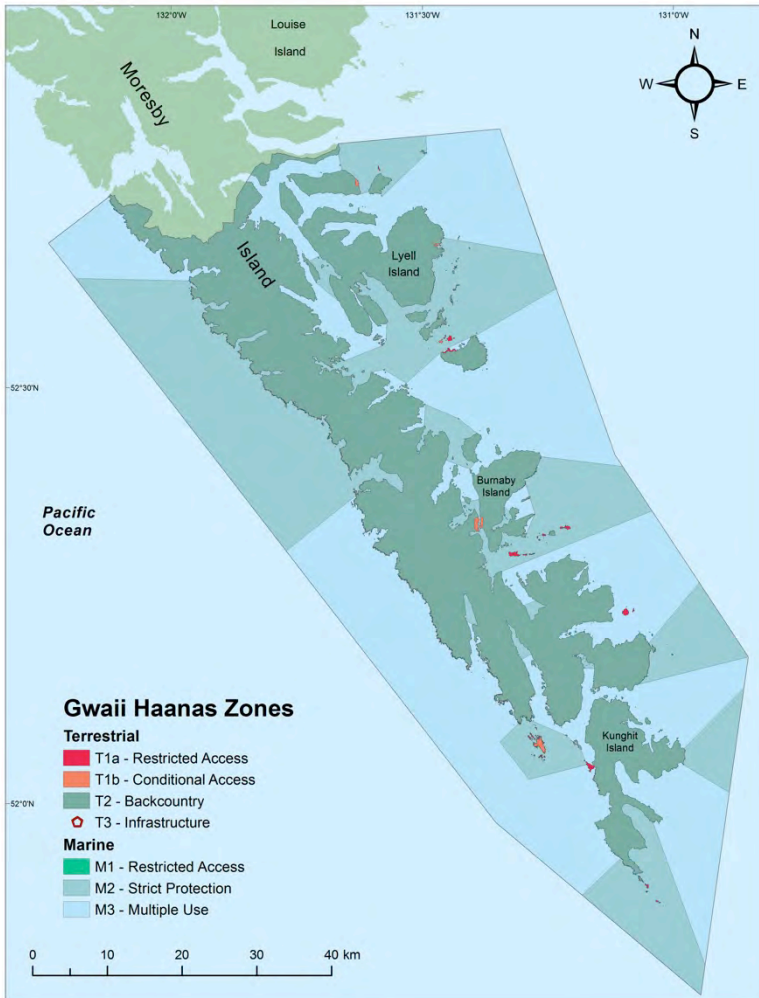 132°0'W
131°30'W
131°0'W
Louise
Island
N
W
E
S
Moresby
Island
Lyell
Island
52°30'N
Burnaby
Island
Pacific
Ocean
Kunghit
Island
52°0'N
Gwaii Haanas Zones
Terrestrial
T1a - Restricted Access
T1b - Conditional Access
T2 - Backcountry
T3 - Infrastructure
Marine
M1 - Restricted Access
M2 - Strict Protection
M3 - Multiple Use
0 10 20 30 40 km